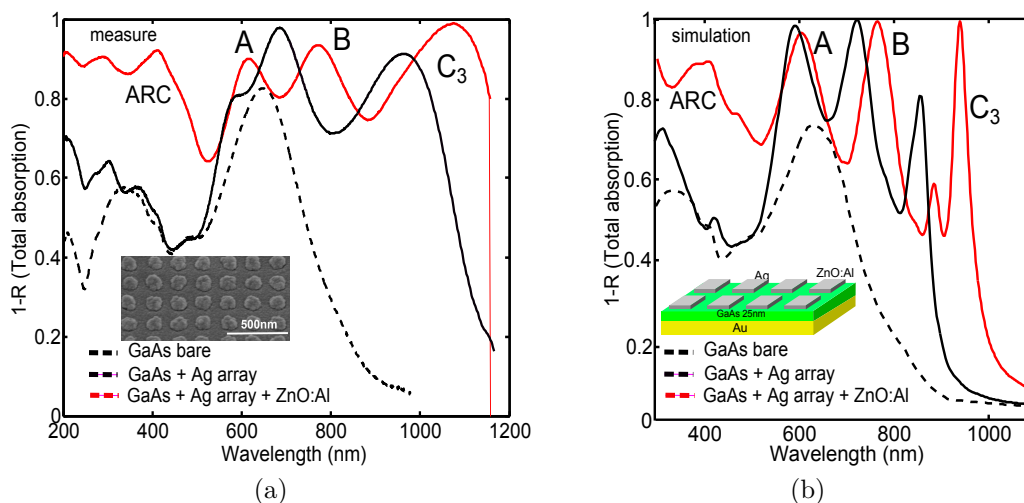 measure
A
B
C3
ARC
1-R (Total absorption)
1
0.8
0.6
0.4
0.2
0
500nm
GaAs bare
GaAs + Ag array
GaAs + Ag array + ZnO:Al
200
400
600
800
1000
1200
Wavelength (nm)
(a)
simulation
A
B
C3
ARC
1-R (Total absorption)
1
0.8
0.6
0.4
0.2
0
Ag
ZnO:Al
GaAs 25nm
Au
GaAs bare
GaAs + Ag array
GaAs + Ag array + ZnO:Al
400
600
800
1000
Wavelength (nm)
(b)